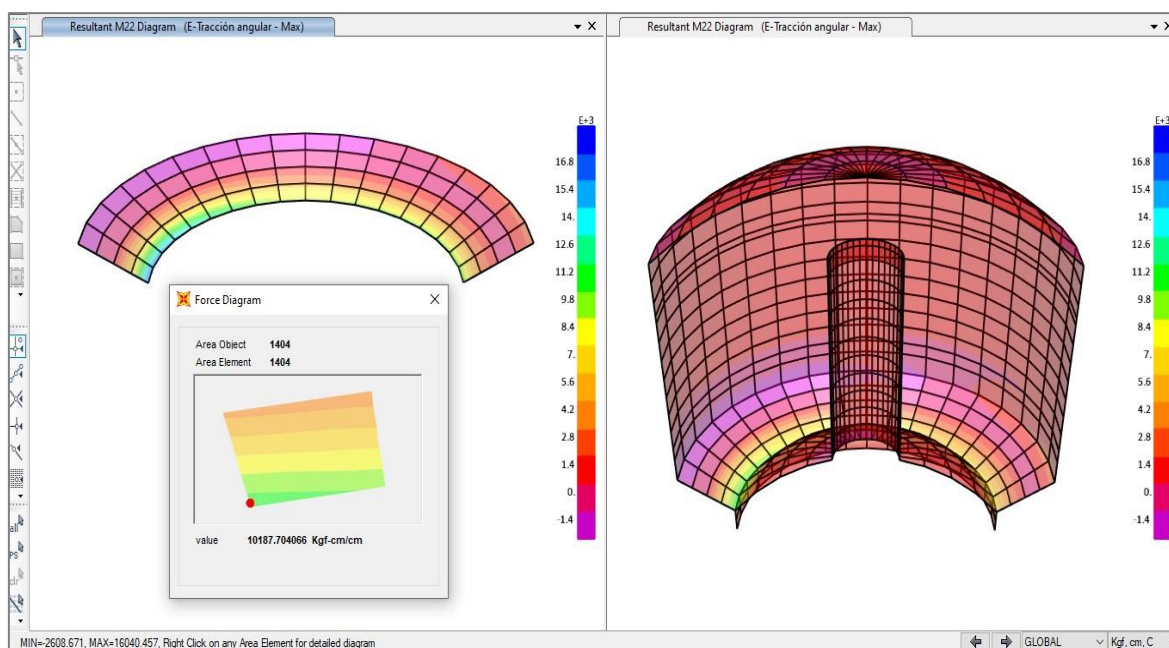 Resultant M22 Diagram (E-Tracción angular - Max)
X
Resultant M22 Diagram (E-Tracción angular - Max)
X
E+3
16.8
15.4
14.
12.6
11.2
9.8
8.4
7.
5.6
4.2
2.8
1.4
0.
-1.4
E+3
16.8
15.4
14.
12.6
11.2
9.8
8.4
7.
5.6
4.2
2.8
1.4
0.
-1.4
Force Diagram
X
Area Object 1404
Area Element 1404
value 10187.704066 Kgf-cm/cm
all
PS
clr
MIN=-2608.671, MAX=16040.457, Right Click on any Area Element for detailed diagram
GLOBAL
Kgf, cm, C